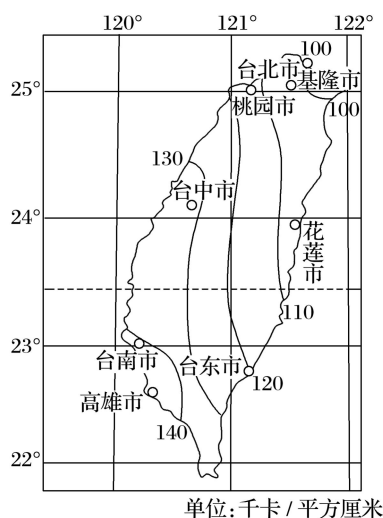 120° 121° 122°
100
台北市
基隆市
25°
桃园市
100
130
台中市
24°
花莲市
110
23°
台南市
台东市
120
高雄市
140
22°
单位:千卡/平方厘米